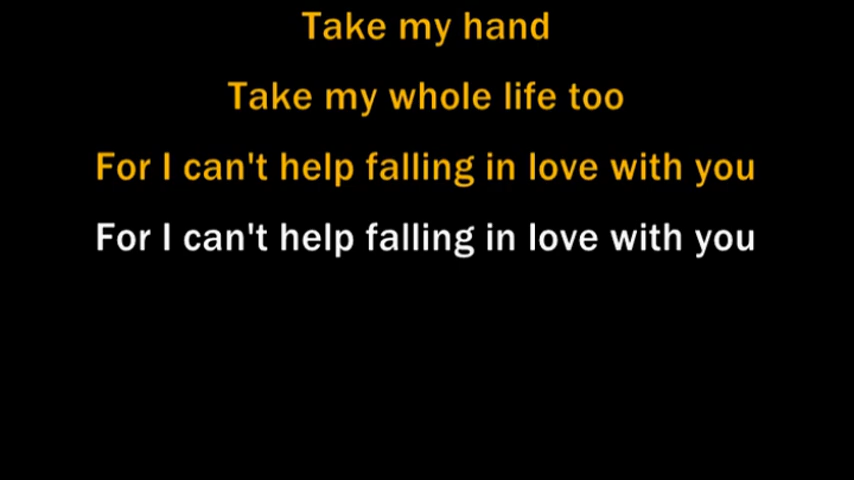 Take my hand
Take my whole life too
For I can't help falling in love with you
For I can't help falling in love with you